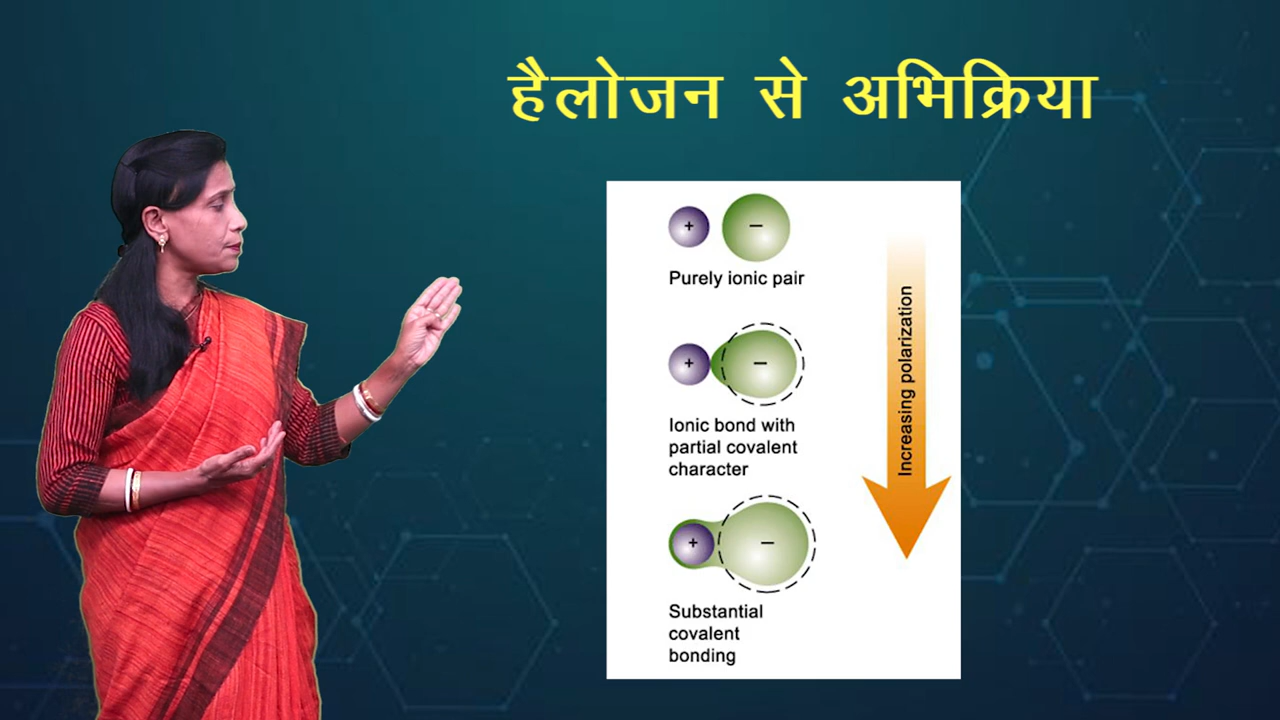 हैलोजन से अभिक्रिया
+
−
Purely ionic pair
+
−
Ionic bond with
partial covalent
character
+
−
Substantial
covalent
bonding
Increasing polarization